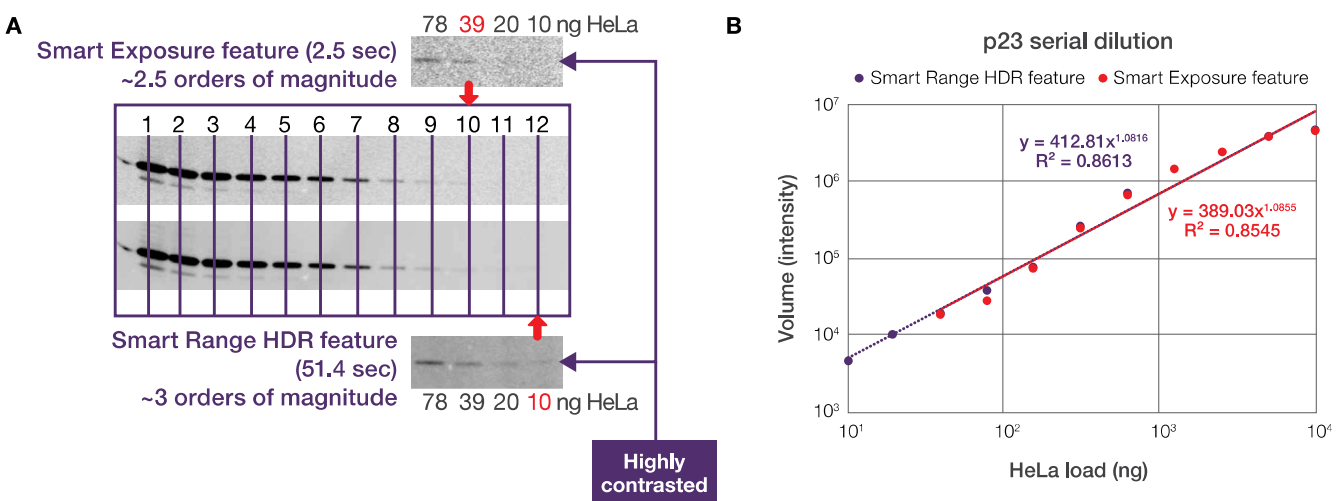 A
78 39 20 10 ng HeLa
Smart Exposure feature (2.5 sec)
~2.5 orders of magnitude
1 2 3 4 5 6 7 8 9 10 11 12
Smart Range HDR feature
(51.4 sec)
~3 orders of magnitude
78 39 20 10 ng HeLa
Highly
contrasted
B
p23 serial dilution
Smart Range HDR feature Smart Exposure feature
10⁷
10⁶
10⁵
10⁴
10³
Volume (intensity)
y = 412.81x¹·⁰⁸¹⁶
R² = 0.8613
y = 389.03x¹·⁰⁸⁵⁵
R² = 0.8545
10¹ 10² 10³ 10⁴
HeLa load (ng)